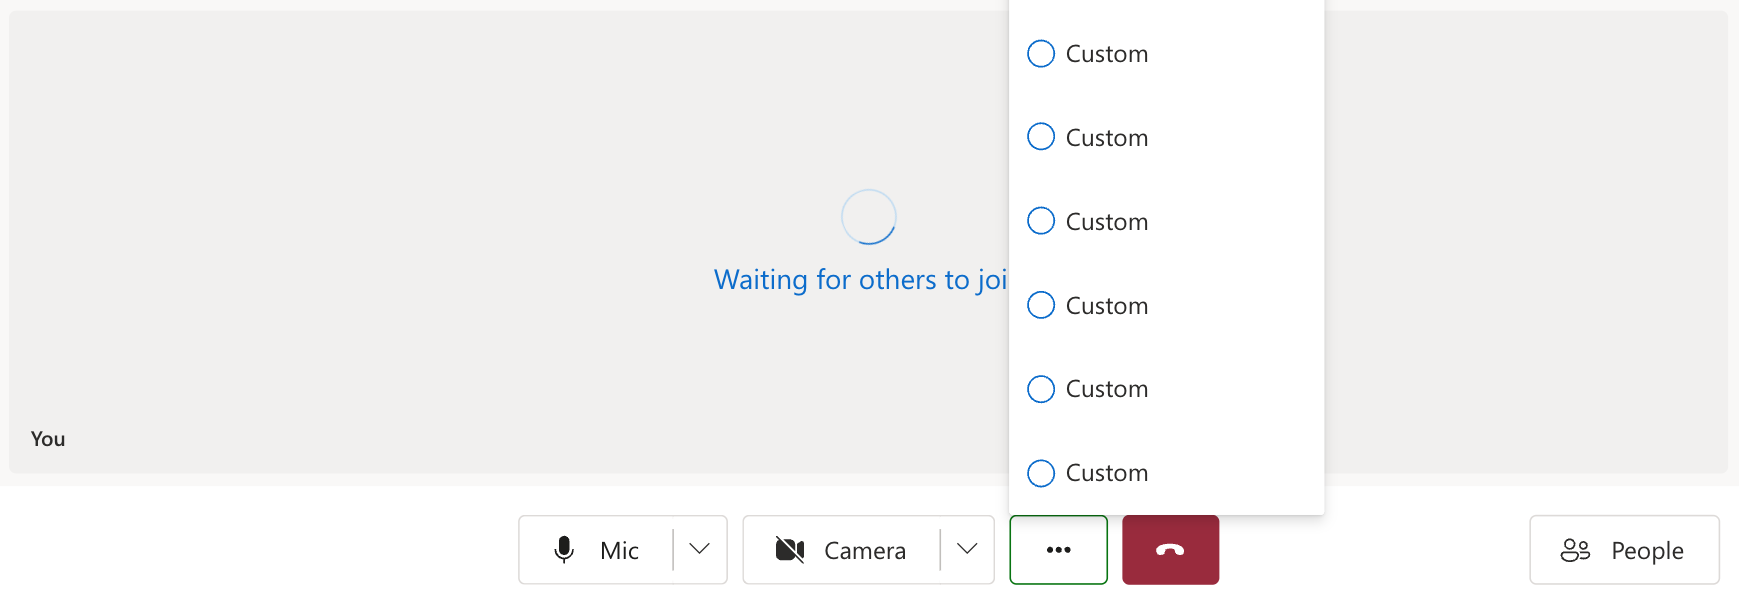 Custom
Custom
Custom
Waiting for others to joi
Custom
Custom
You
Custom
Mic
Camera
People